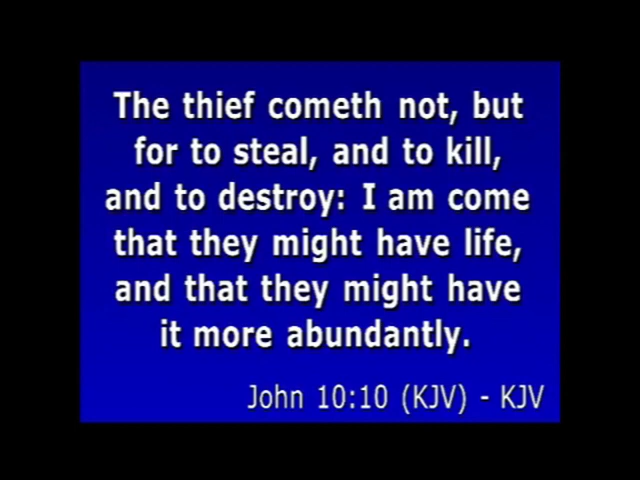 The thief cometh not, but
for to steal, and to kill,
and to destroy: I am come
that they might have life,
and that they might have
it more abundantly.
John 10:10 (KJV) - KJV